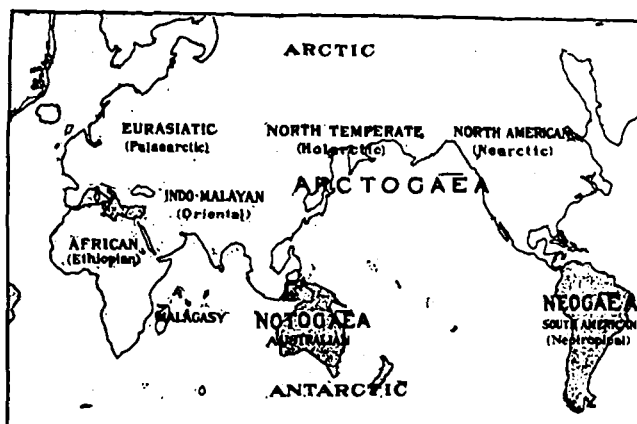 ARCTIC
EURASIATIC
(Palaearctic)
NORTH TEMPERATE
(Holarctic)
NORTH AMERICAN
(Nearctic)
ARCTOGAEA
INDO-MALAYAN
(Oriental)
AFRICAN
(Ethiopian)
MALAGASY
NOTOGAEA
AUSTRALIAN
NEOGAEA
SOUTH AMERICAN
(Neotropical)
ANTARCTIC